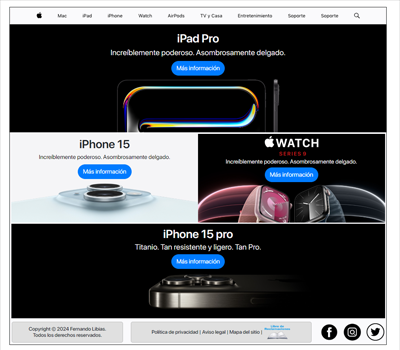 Mac iPad iPhone Watch AirPods TV y Casa Entretenimiento Soporte Soporte
iPad Pro
Increíblemente poderoso. Asombrosamente delgado.
Más información
iPhone 15
Increíblemente poderoso. Asombrosamente delgado.
Más información
WATCH
SERIES 9
Increíblemente poderoso. Asombrosamente delgado.
Más información
iPhone 15 pro
Titanio. Tan resistente y ligero. Tan Pro.
Más información
Copyright © 2024 Fernando Libias.
Todos los derechos reservados.
Política de privacidad | Aviso legal | Mapa del sitio |
Libro de